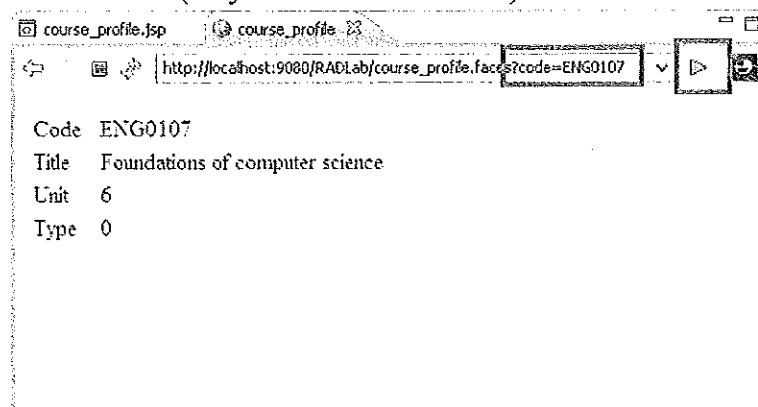 course_profile.jsp course_profile
http://localhost:9080/RADLab/course_profile.faces?code=ENG0107
Code ENG0107
Title Foundations of computer science
Unit 6
Type 0